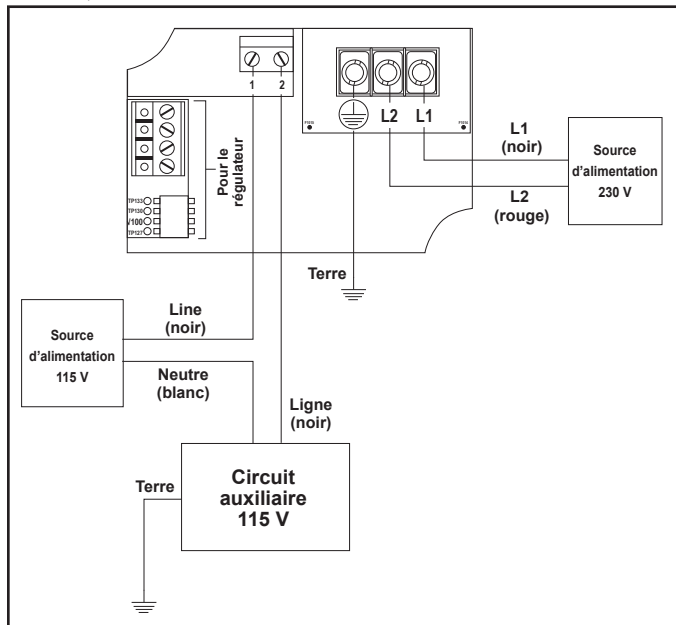 1 2
L2 L1
Pour le
régulateur
TP133
TP130
V100
TP127
L1
(noir)
Source
d'alimentation
230 V
L2
(rouge)
Terre
Line
(noir)
Source
d'alimentation
115 V
Neutre
(blanc)
Ligne
(noir)
Circuit
auxiliaire
115 V
Terre